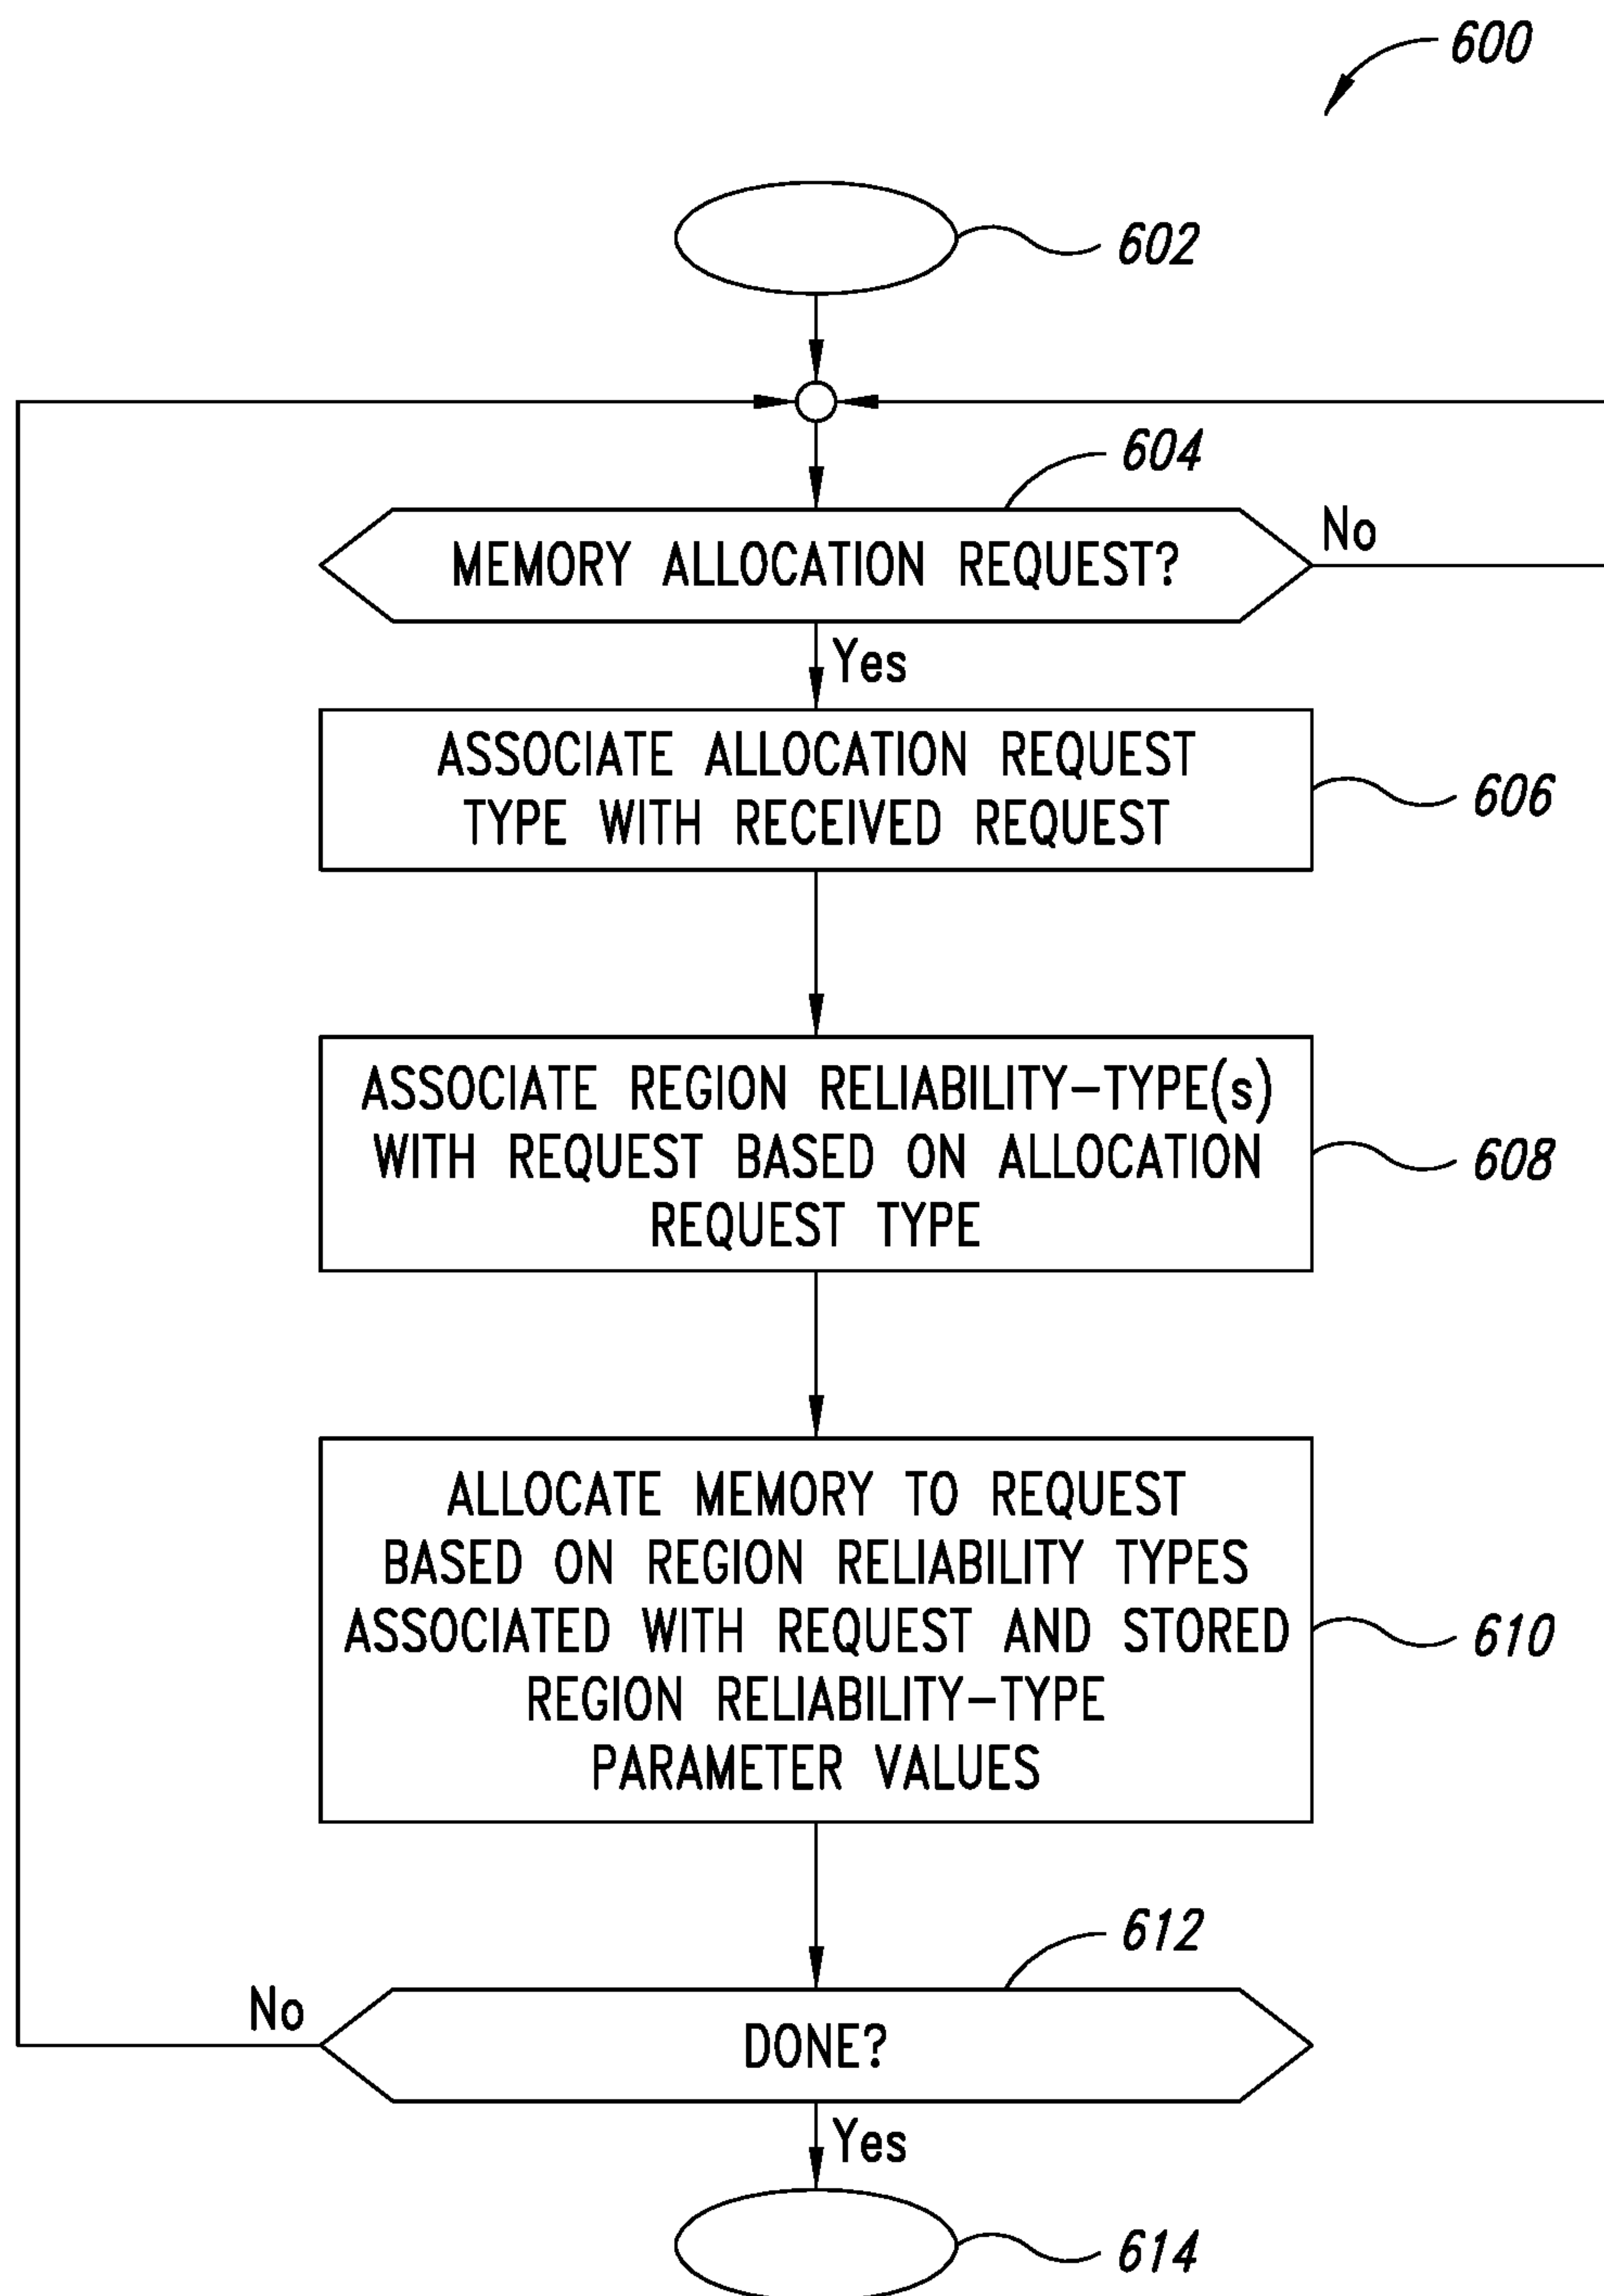 600
602
604
MEMORY ALLOCATION REQUEST?
No
Yes
ASSOCIATE ALLOCATION REQUEST
TYPE WITH RECEIVED REQUEST
606
ASSOCIATE REGION RELIABILITY-TYPE(s)
WITH REQUEST BASED ON ALLOCATION
REQUEST TYPE
608
ALLOCATE MEMORY TO REQUEST
BASED ON REGION RELIABILITY TYPES
ASSOCIATED WITH REQUEST AND STORED
REGION RELIABILITY-TYPE
PARAMETER VALUES
610
612
No
DONE?
Yes
614